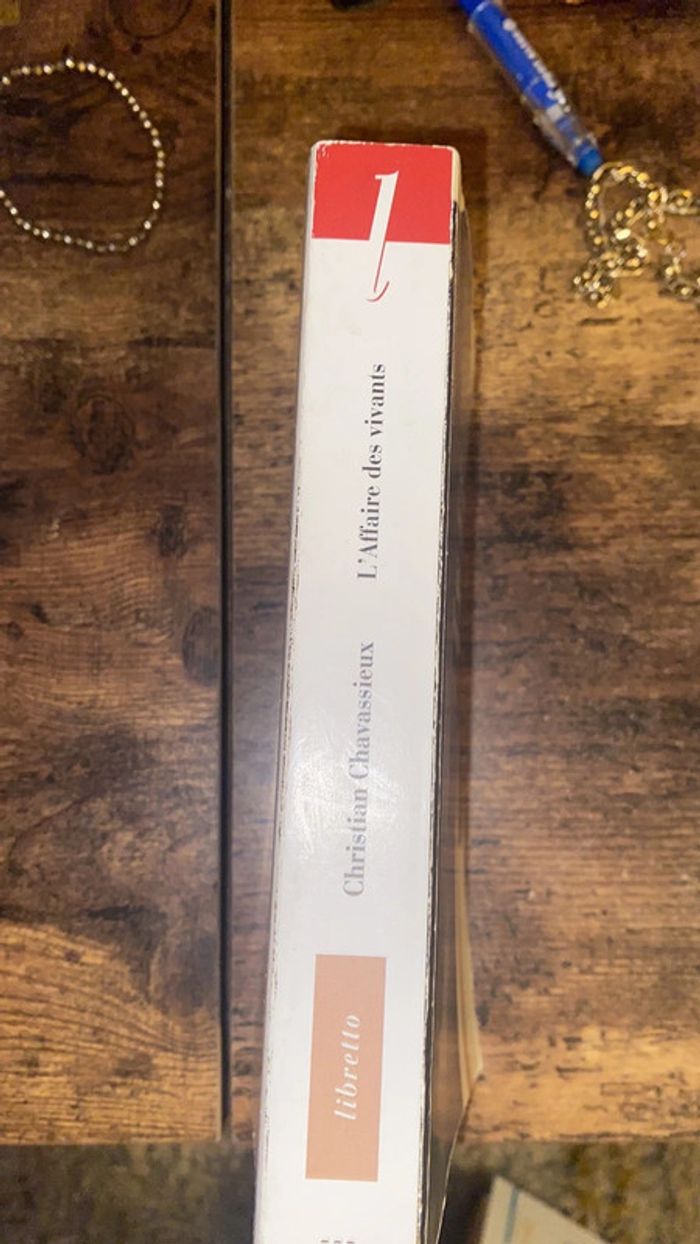 l
L'Affaire des vivants
Christian Chavassieux
libretto